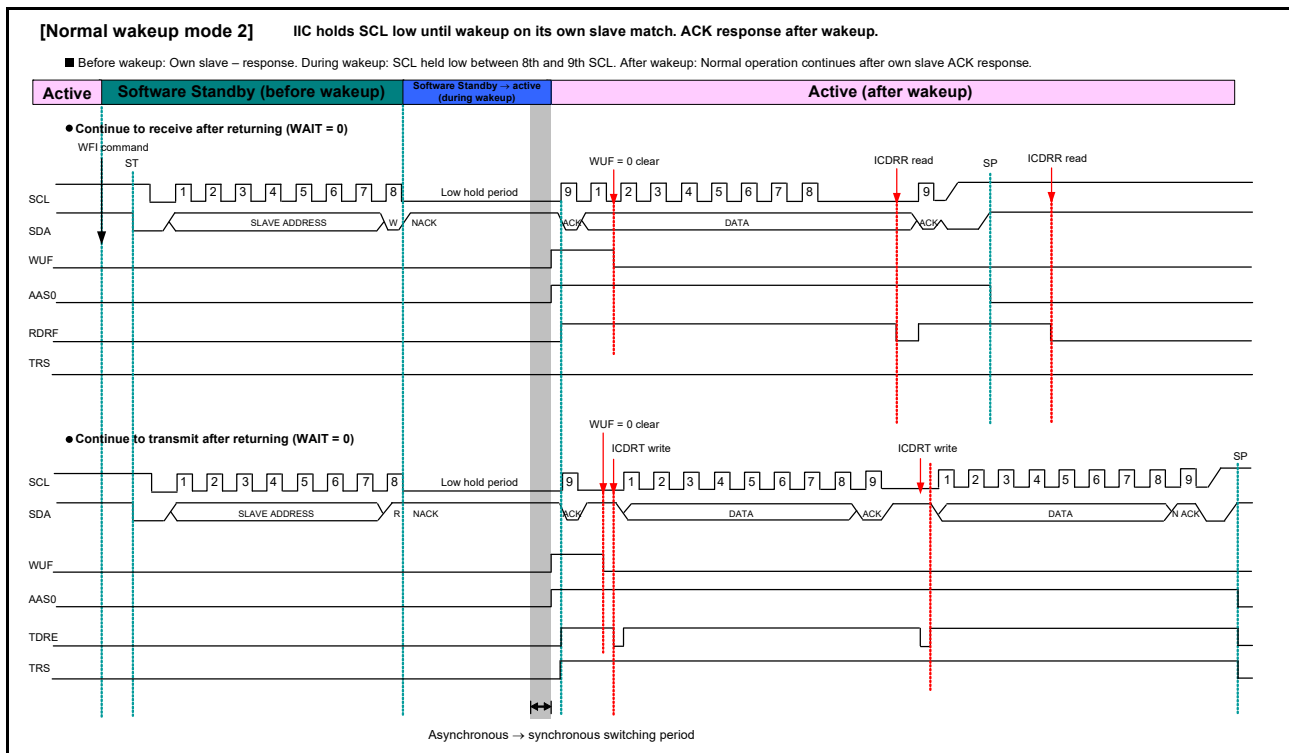 [Normal wakeup mode 2] IIC holds SCL low until wakeup on its own slave match. ACK response after wakeup.
■ Before wakeup: Own slave – response. During wakeup: SCL held low between 8th and 9th SCL. After wakeup: Normal operation continues after own slave ACK response.
Active Software Standby (before wakeup) Software Standby → active (during wakeup) Active (after wakeup)
● Continue to receive after returning (WAIT = 0)
WFI command
ST WUF = 0 clear ICDRR read SP ICDRR read
SCL 1 2 3 4 5 6 7 8 Low hold period 9 1 2 3 4 5 6 7 8 9
SDA SLAVE ADDRESS W NACK ACK DATA ACK
WUF
AAS0
RDRF
TRS
● Continue to transmit after returning (WAIT = 0)
WUF = 0 clear
ICDRT write ICDRT write SP
SCL 1 2 3 4 5 6 7 8 Low hold period 9 1 2 3 4 5 6 7 8 9 1 2 3 4 5 6 7 8 9
SDA SLAVE ADDRESS R NACK ACK DATA ACK DATA N ACK
WUF
AAS0
TDRE
TRS
Asynchronous → synchronous switching period